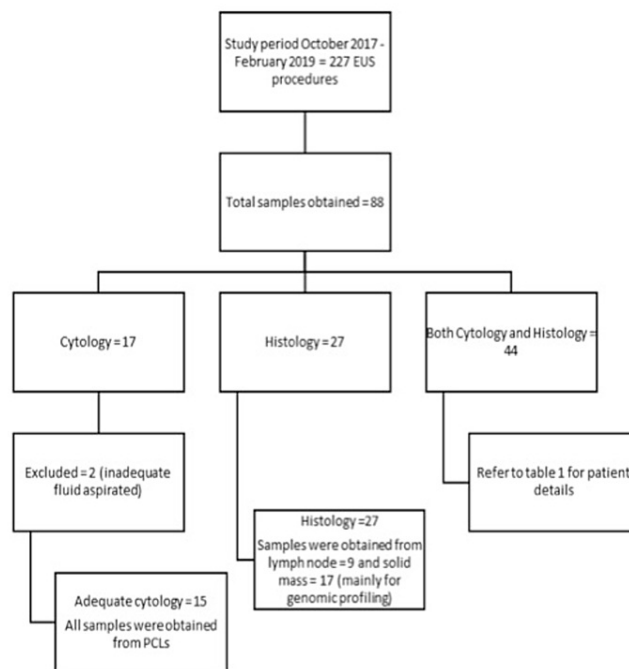 Study period October 2017 -
February 2019 = 227 EUS
procedures
Total samples obtained = 88
Cytology = 17
Histology = 27
Both Cytology and Histology =
44
Excluded = 2 (inadequate
fluid aspirated)
Refer to table 1 for patient
details
Histology =27
Samples were obtained from
lymph node = 9 and solid
mass = 17 (mainly for
genomic profiling)
Adequate cytology = 15
All samples were obtained
from PCLs